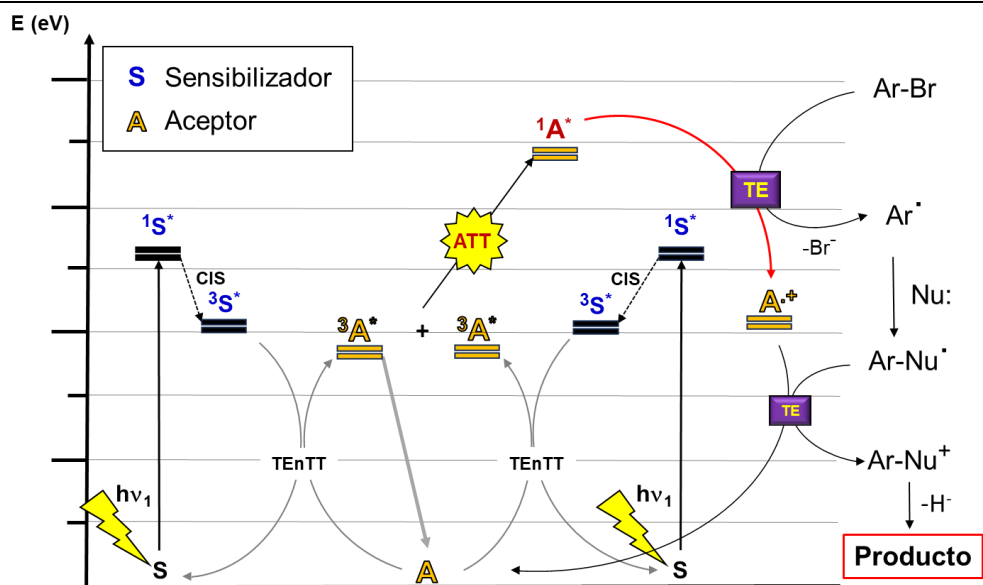 E (eV)
S Sensibilizador
A Aceptor
Ar-Br
¹A*
TE
ATT
¹S*
¹S*
Ar˙
-Br⁻
CIS
CIS
³S*
³S*
A·⁺
Nu:
³A* + ³A*
Ar-Nu˙
TE
TEnTT
TEnTT
Ar-Nu⁺
hν₁
hν₁
-H⁻
S
A
S
Producto